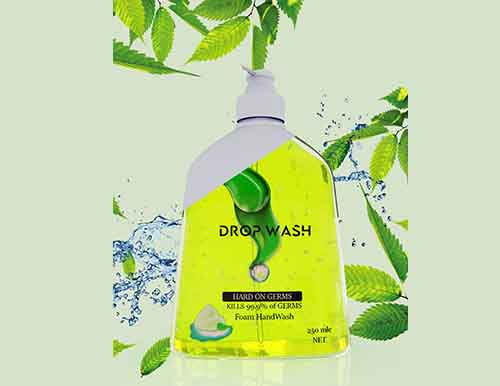 DROP WASH
HARD ON GERMS
KILLS 99.9% of GERMS
Foam HandWash
250 mle
NET